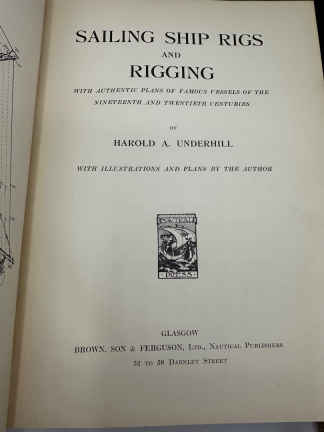 SAILING SHIP RIGS
AND
RIGGING
WITH AUTHENTIC PLANS OF FAMOUS VESSELS OF THE
NINETEENTH AND TWENTIETH CENTURIES
BY
HAROLD A. UNDERHILL
WITH ILLUSTRATIONS AND PLANS BY THE AUTHOR
NAUTICAL
PRESS
GLASGOW
BROWN, SON & FERGUSON, LTD., NAUTICAL PUBLISHERS
52 TO 58 DARNLEY STREET